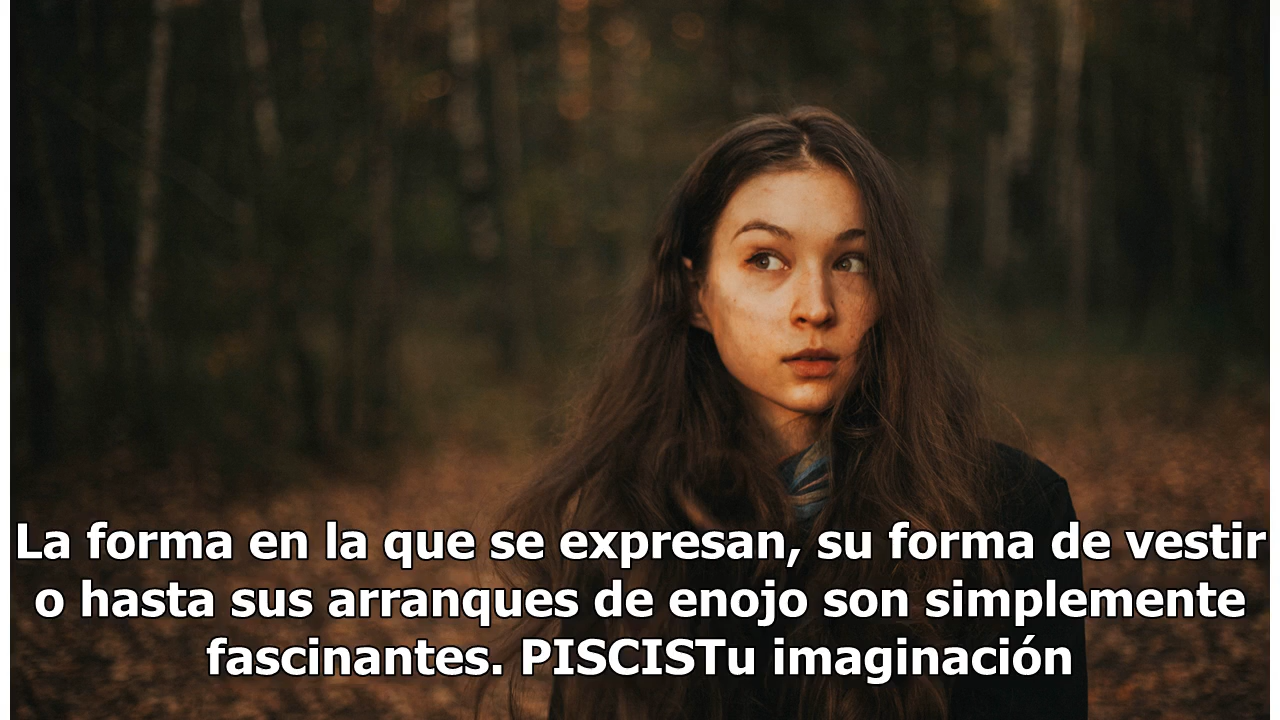 La forma en la que se expresan, su forma de vestir
o hasta sus arranques de enojo son simplemente
fascinantes. PISCISTu imaginación